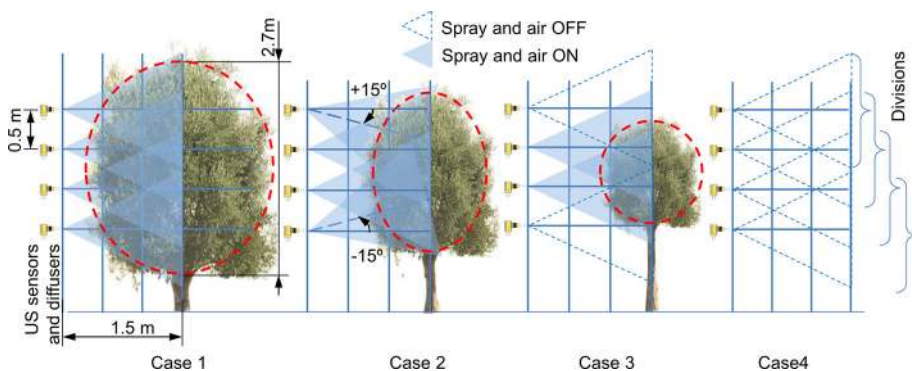 Spray and air OFF
Spray and air ON
2.7m
0.5 m
+15º
-15º
Divisions
US sensors
and diffusers
1.5 m
Case 1
Case 2
Case 3
Case4